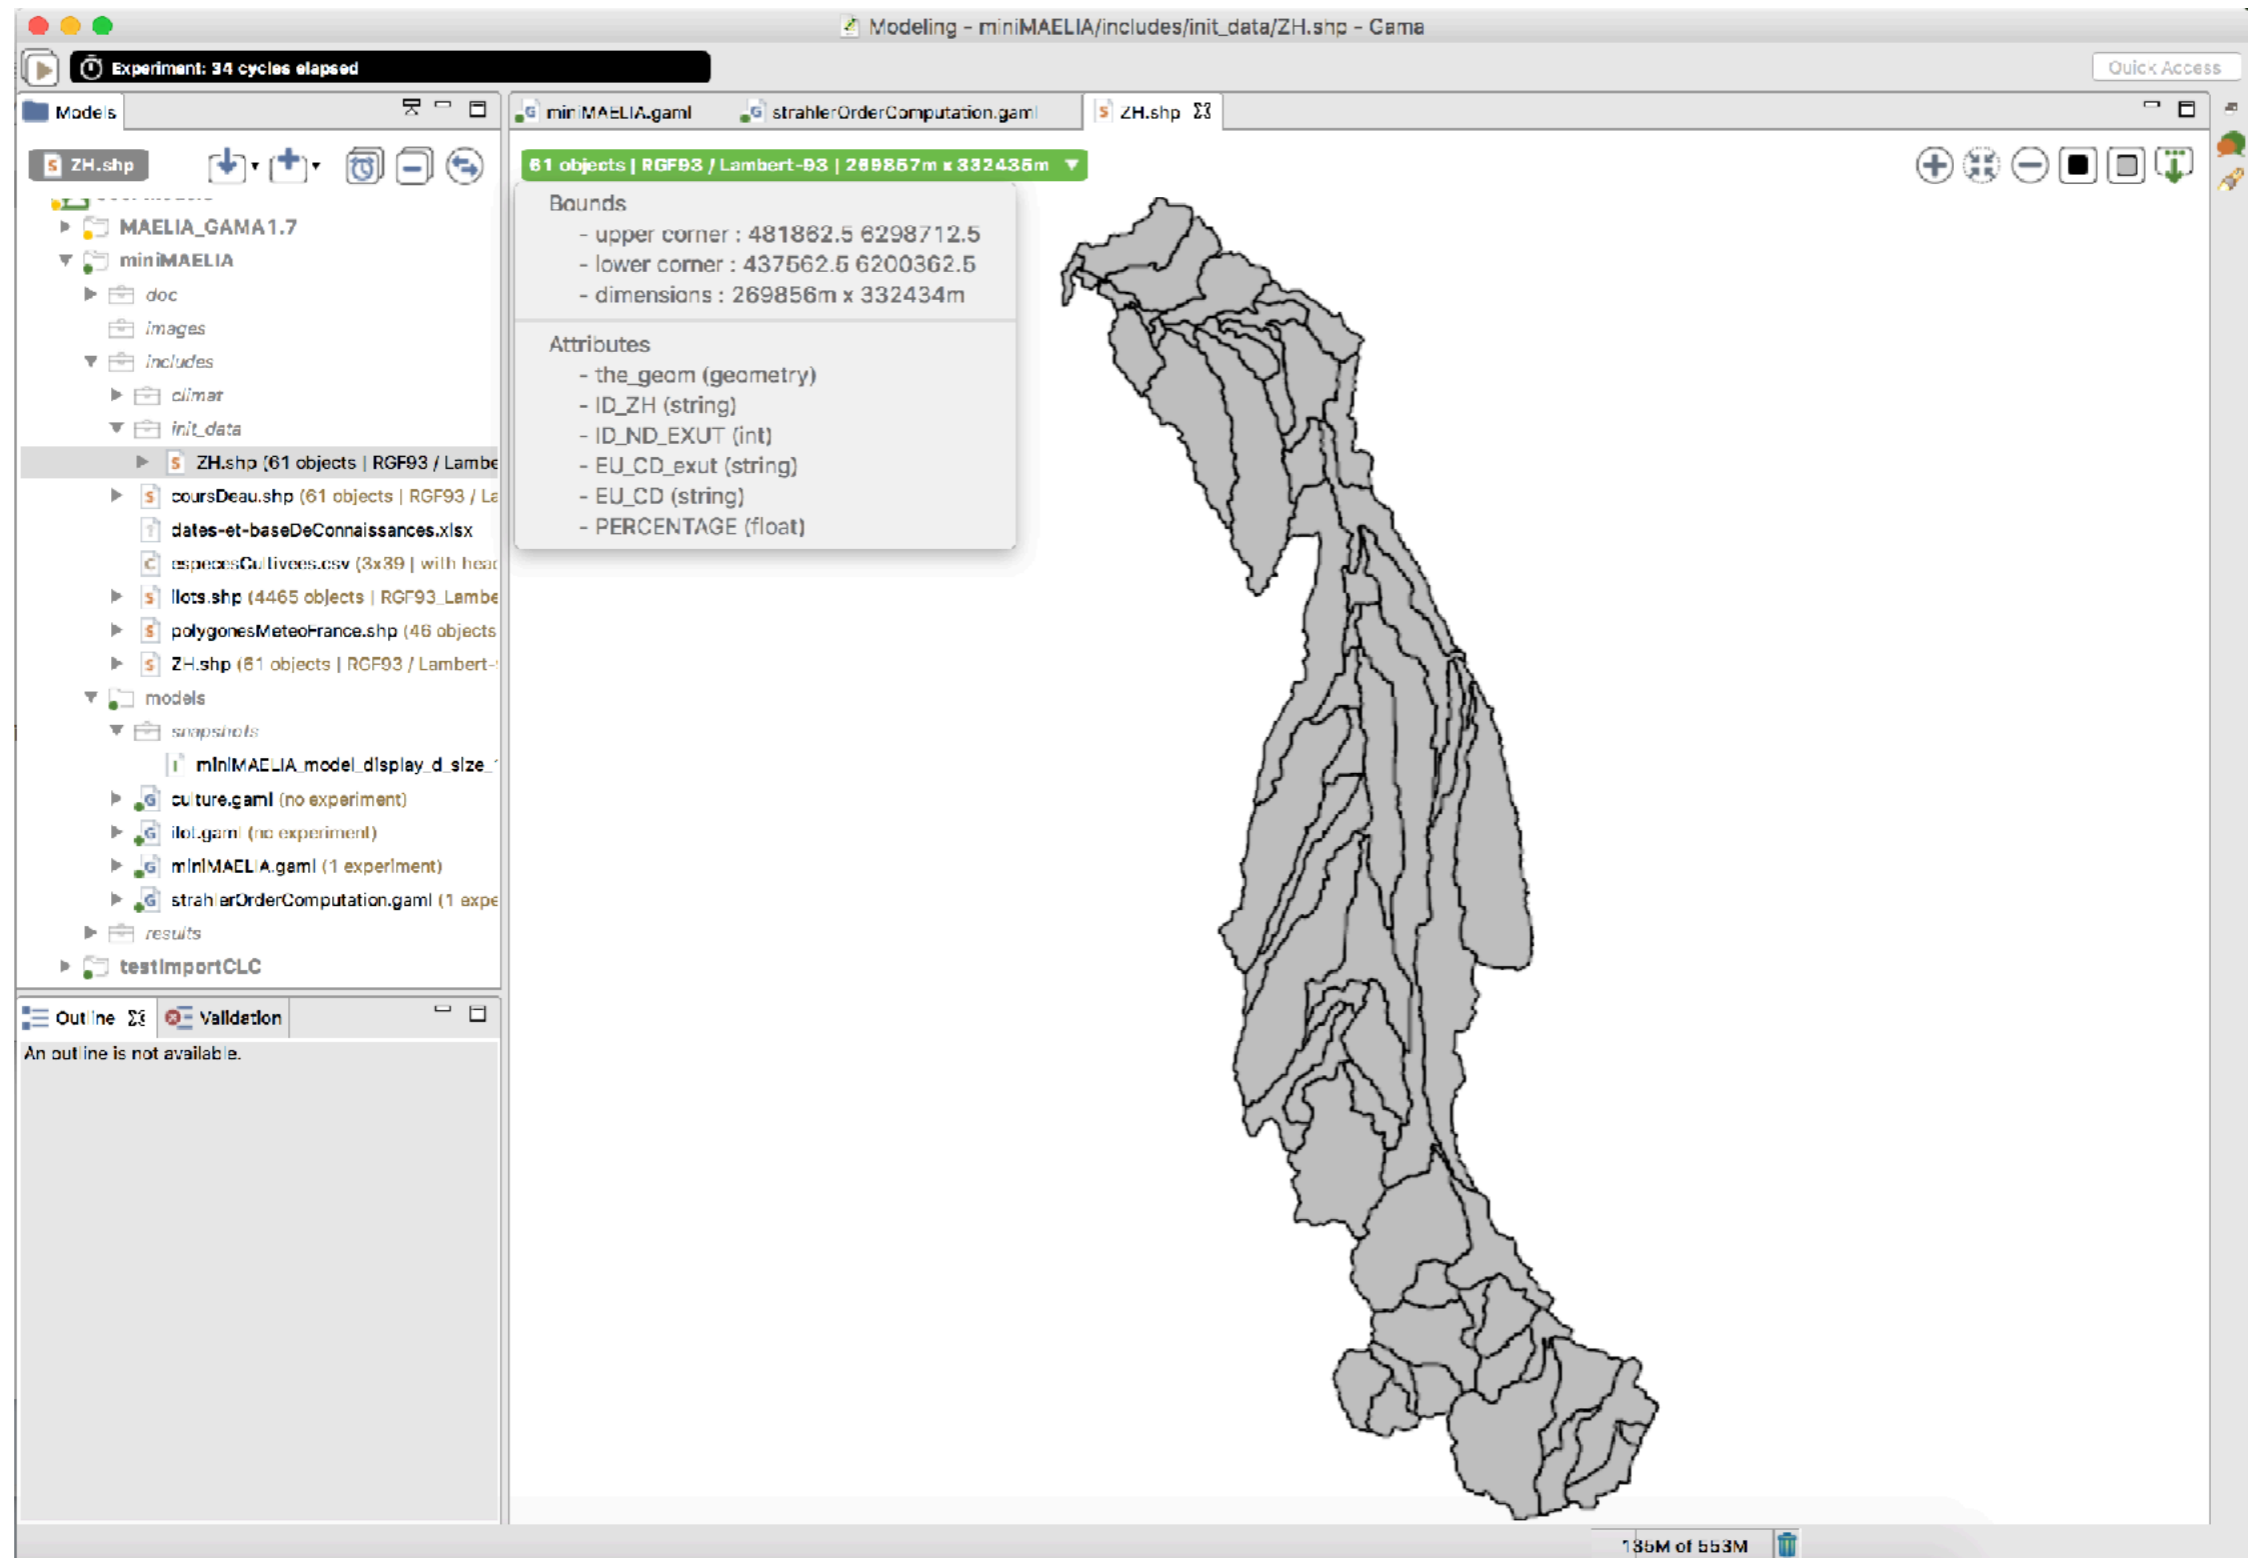 Modeling - miniMAELIA/includes/init_data/ZH.shp - Gama
Experiment: 34 cycles elapsed
Quick Access
Models
miniMAELIA.gaml
strahlerOrderComputation.gaml
ZH.shp
ZH.shp
61 objects | RGF93 / Lambert-93 | 269857m x 332435m
MAELIA_GAMA1.7
miniMAELIA
doc
images
includes
climat
init_data
ZH.shp (61 objects | RGF93 / Lambe
coursDeau.shp (61 objects | RGF93 / La
dates-et-baseDeConnaissances.xlsx
especesCultivees.csv (3x39 | with head
Ilots.shp (4465 objects | RGF93_Lambe
polygonesMeteoFrance.shp (46 objects
ZH.shp (61 objects | RGF93 / Lambert-
models
snapshots
miniMAELIA_model_display_d_size_
culture.gaml (no experiment)
ilot.gaml (no experiment)
miniMAELIA.gaml (1 experiment)
strahlerOrderComputation.gaml (1 expe
results
testImportCLC
Bounds
- upper corner : 481862.5 6298712.5
- lower corner : 437562.5 6200362.5
- dimensions : 269856m x 332434m
Attributes
- the_geom (geometry)
- ID_ZH (string)
- ID_ND_EXUT (int)
- EU_CD_exut (string)
- EU_CD (string)
- PERCENTAGE (float)
Outline
Validation
An outline is not available.
135M of 553M